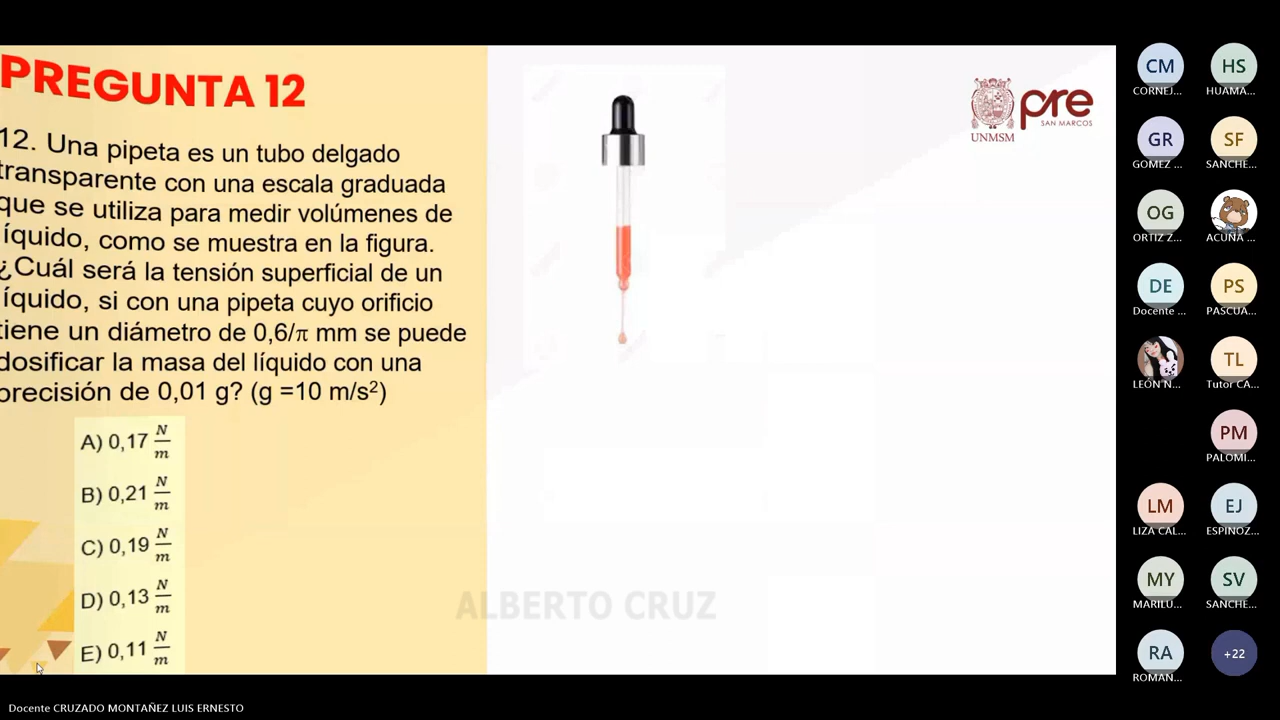 PREGUNTA 12
12. Una pipeta es un tubo delgado
transparente con una escala graduada
que se utiliza para medir volúmenes de
líquido, como se muestra en la figura.
¿Cuál será la tensión superficial de un
líquido, si con una pipeta cuyo orificio
tiene un diámetro de 0,6/π mm se puede
dosificar la masa del líquido con una
precisión de 0,01 g? (g =10 m/s²)
A) 0,17 N/m
B) 0,21 N/m
C) 0,19 N/m
D) 0,13 N/m
E) 0,11 N/m
UNMSM
pre
SAN MARCOS
ALBERTO CRUZ
CM
CORNEJ...
HS
HUAMA...
GR
GOMEZ ...
SF
SANCHE...
OG
ORTIZ Z...
ACUÑA ...
DE
Docente ...
PS
PASCUA...
LEÓN N...
TL
Tutor CA...
PM
PALOMI...
LM
LIZA CAL...
EJ
ESPINOZ...
MY
MARILÚ...
SV
SANCHE...
RA
ROMAN...
+22
Docente CRUZADO MONTAÑEZ LUIS ERNESTO